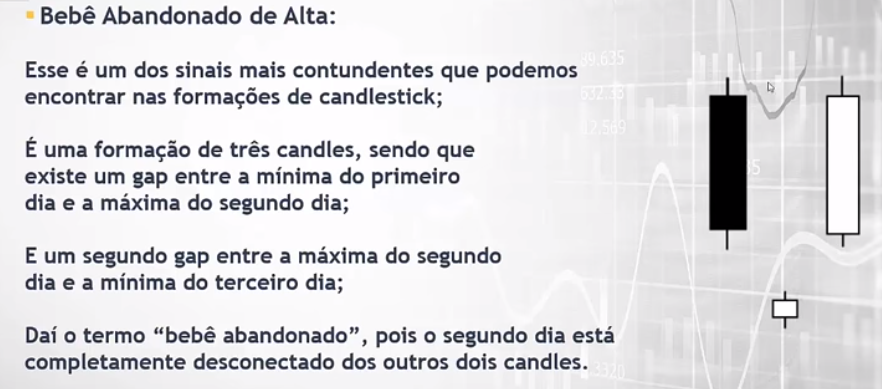 Bebê Abandonado de Alta:
Esse é um dos sinais mais contundentes que podemos
encontrar nas formações de candlestick;
É uma formação de três candles, sendo que
existe um gap entre a mínima do primeiro
dia e a máxima do segundo dia;
E um segundo gap entre a máxima do segundo
dia e a mínima do terceiro dia;
Daí o termo “bebê abandonado”, pois o segundo dia está
completamente desconectado dos outros dois candles.